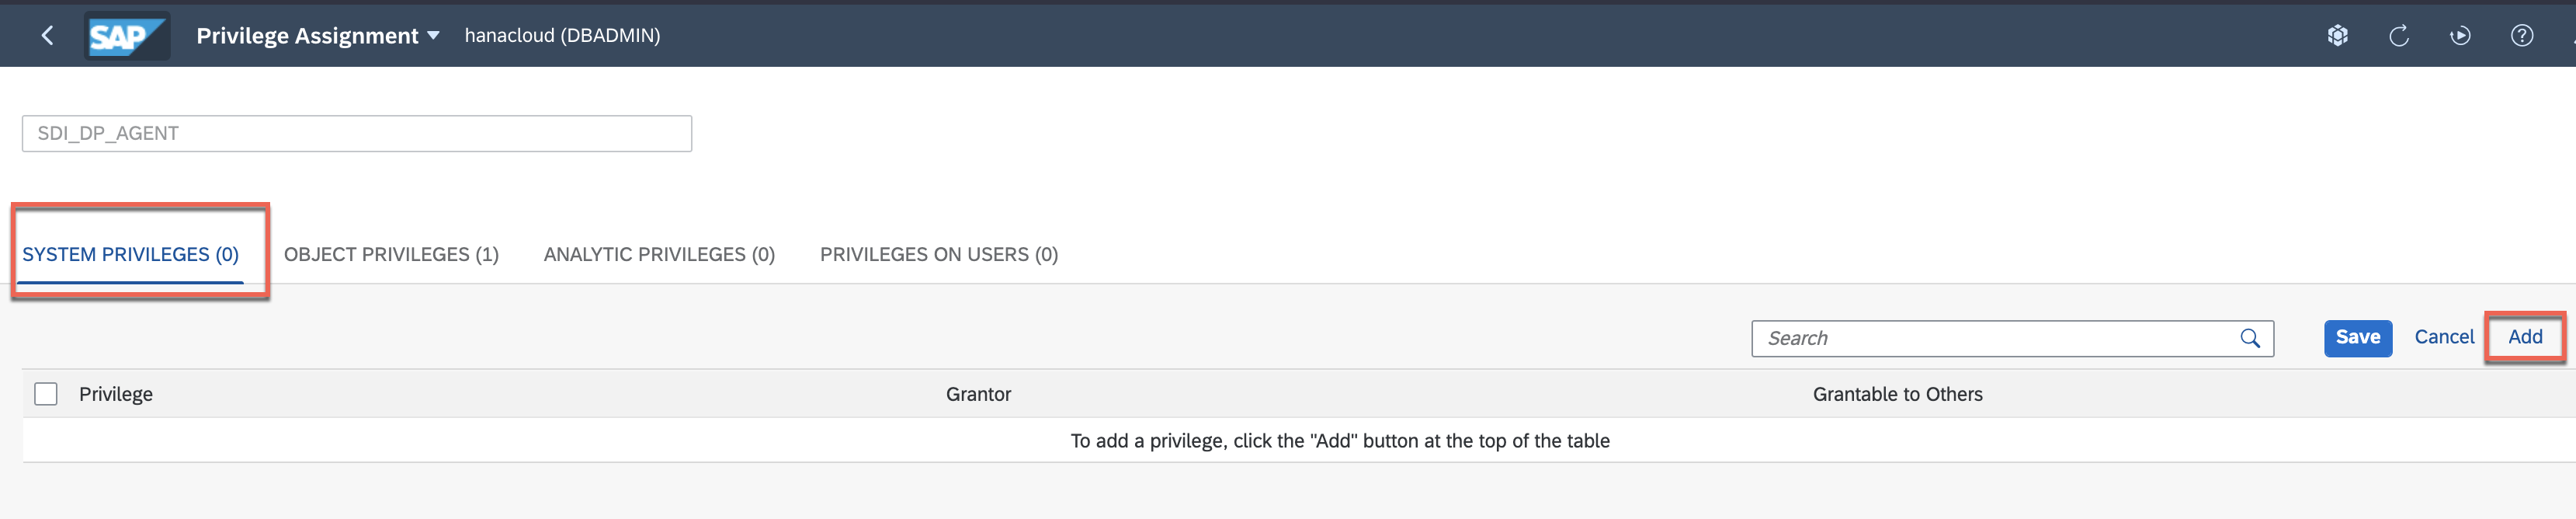 SAP Privilege Assignment hanacloud (DBADMIN)
SDI_DP_AGENT
SYSTEM PRIVILEGES (0) OBJECT PRIVILEGES (1) ANALYTIC PRIVILEGES (0) PRIVILEGES ON USERS (0)
Search Save Cancel Add
Privilege Grantor Grantable to Others
To add a privilege, click the "Add" button at the top of the table